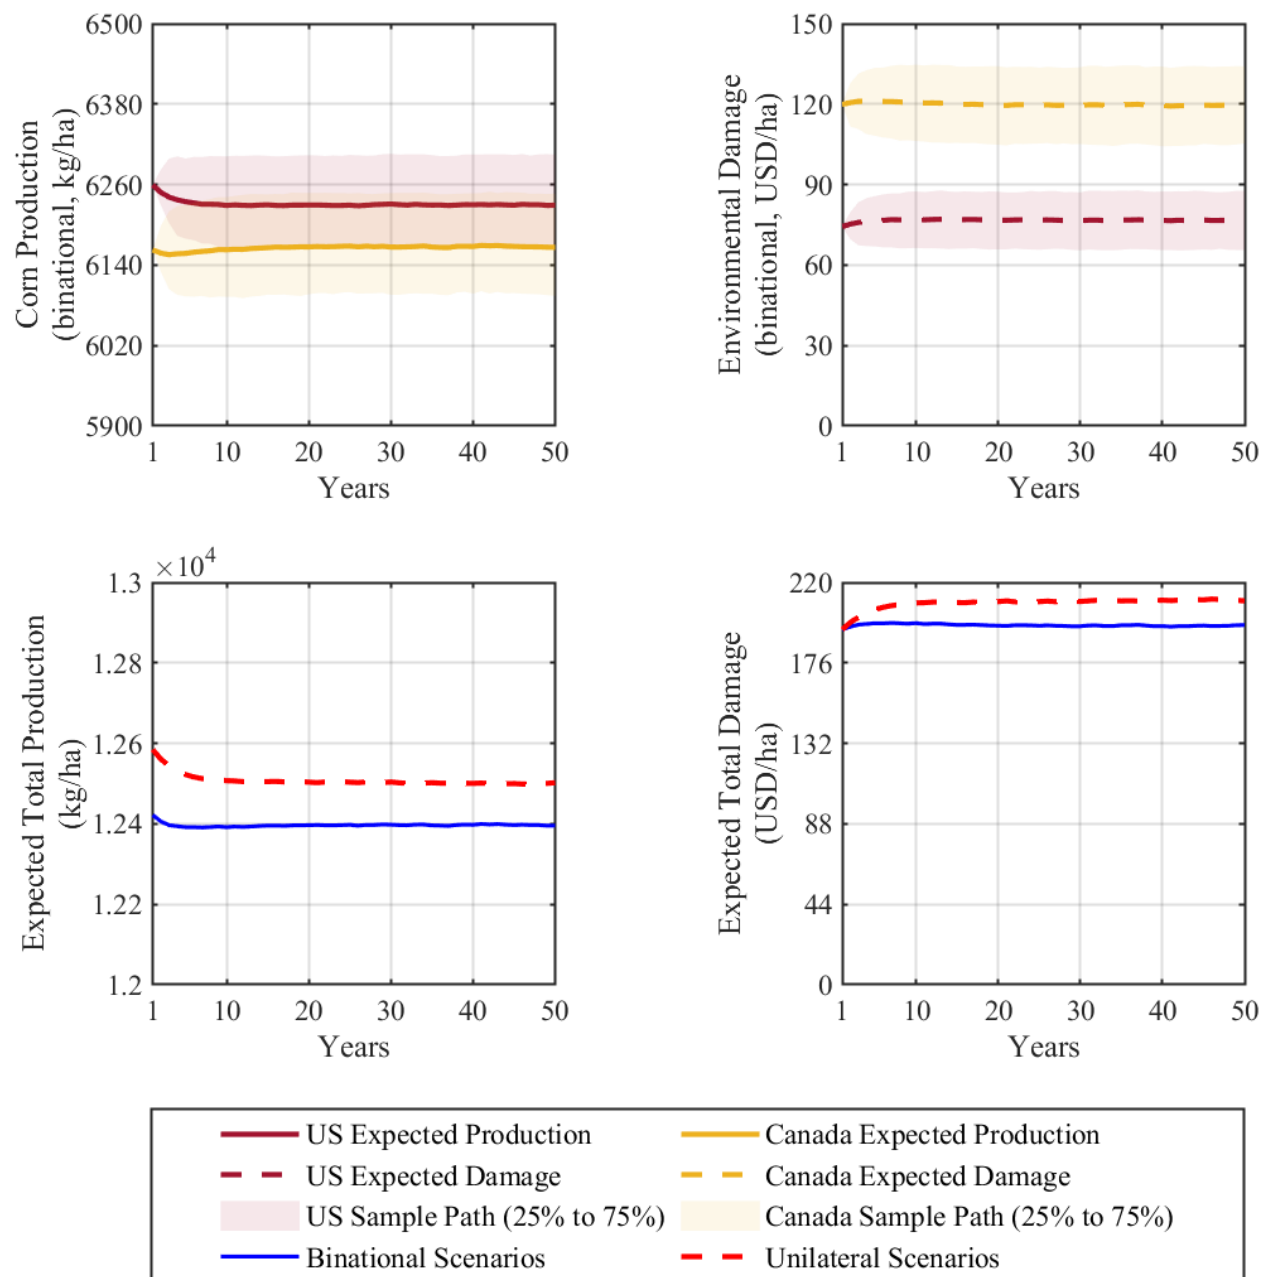 Corn Production
(binational, kg/ha)
6500
6380
6260
6140
6020
5900
1 10 20 30 40 50
Years
Environmental Damage
(binational, USD/ha)
150
120
90
60
30
0
1 10 20 30 40 50
Years
Expected Total Production
(kg/ha)
×10⁴
1.3
1.28
1.26
1.24
1.22
1.2
1 10 20 30 40 50
Years
Expected Total Damage
(USD/ha)
220
176
132
88
44
0
1 10 20 30 40 50
Years
US Expected Production Canada Expected Production
US Expected Damage Canada Expected Damage
US Sample Path (25% to 75%) Canada Sample Path (25% to 75%)
Binational Scenarios Unilateral Scenarios